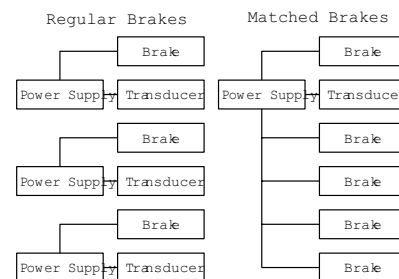 Regular Brakes
Matched Brakes
Brake
Power Supply
Transducer
Brake
Power Supply
Transducer
Brake
Power Supply
Transducer
Brake
Power Supply
Transduce
Brake
Brake
Brake
Brake